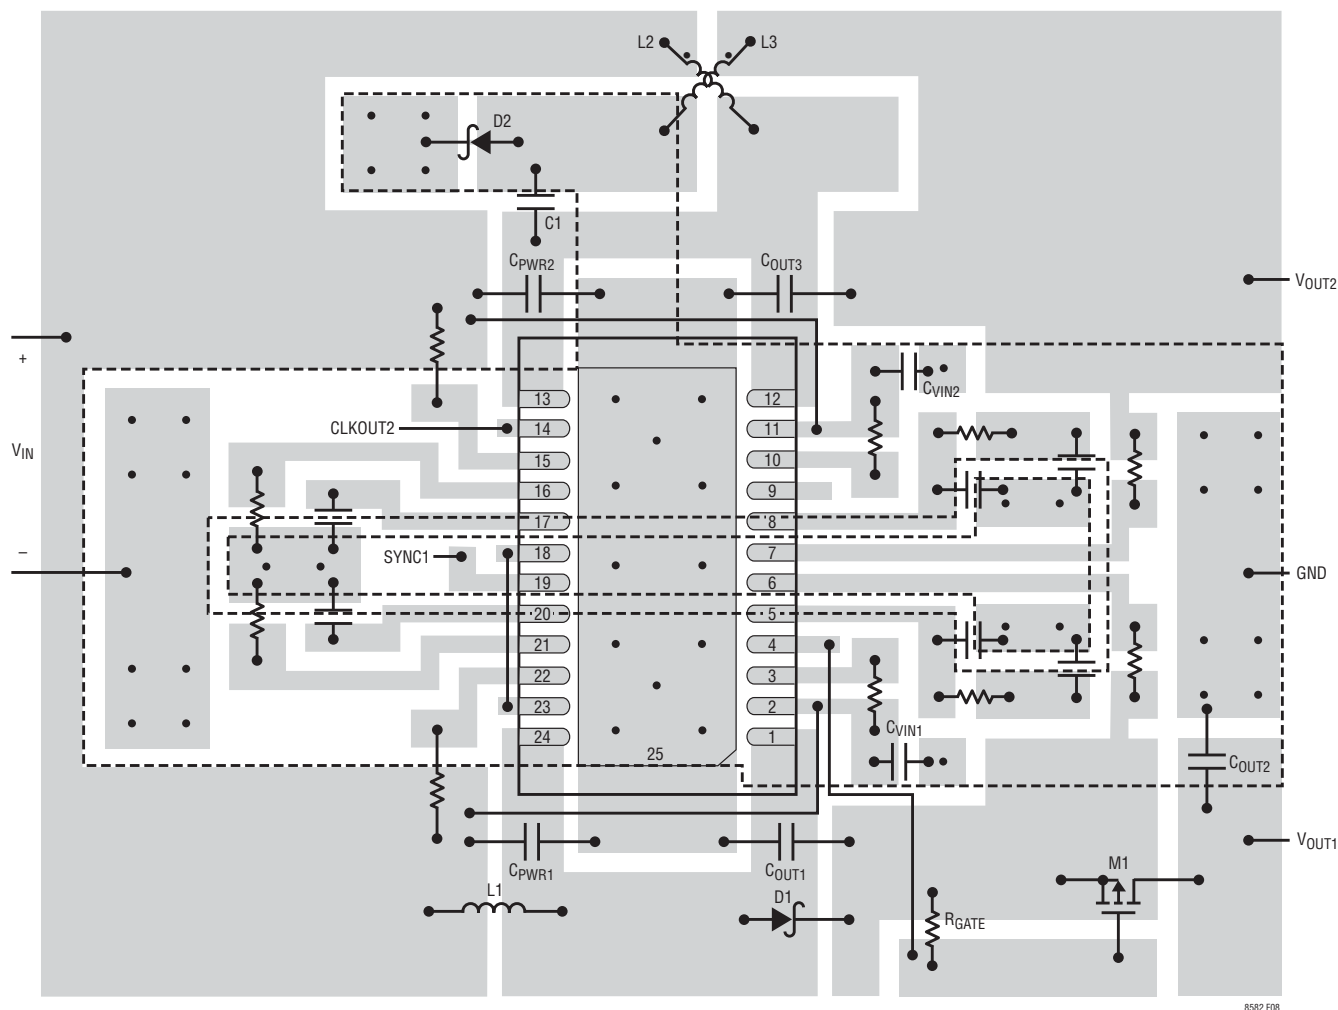 L2
L3
D2
C1
CPWR2
COUT3
VOUT2
+
VIN
–
CVIN2
13
12
CLKOUT2
14
11
15
10
16
9
17
8
SYNC1
18
7
GND
19
6
20
5
21
4
22
3
23
2
24
1
25
CVIN1
COUT2
CPWR1
COUT1
VOUT1
M1
L1
D1
RGATE
8582 F08